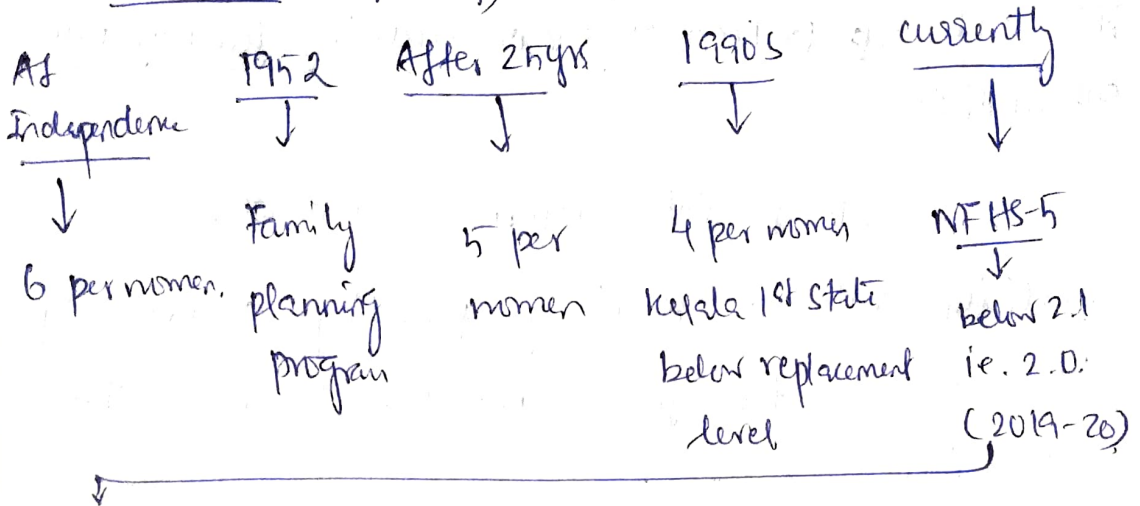 At Independence
6 per women.
1952
Family
planning
program
After 25yrs
5 per
women
1990s
4 per women
Kerala 1st state
below replacement
level
currently
NFHS-5
below 2.1
i.e. 2.0.
(2019-20)